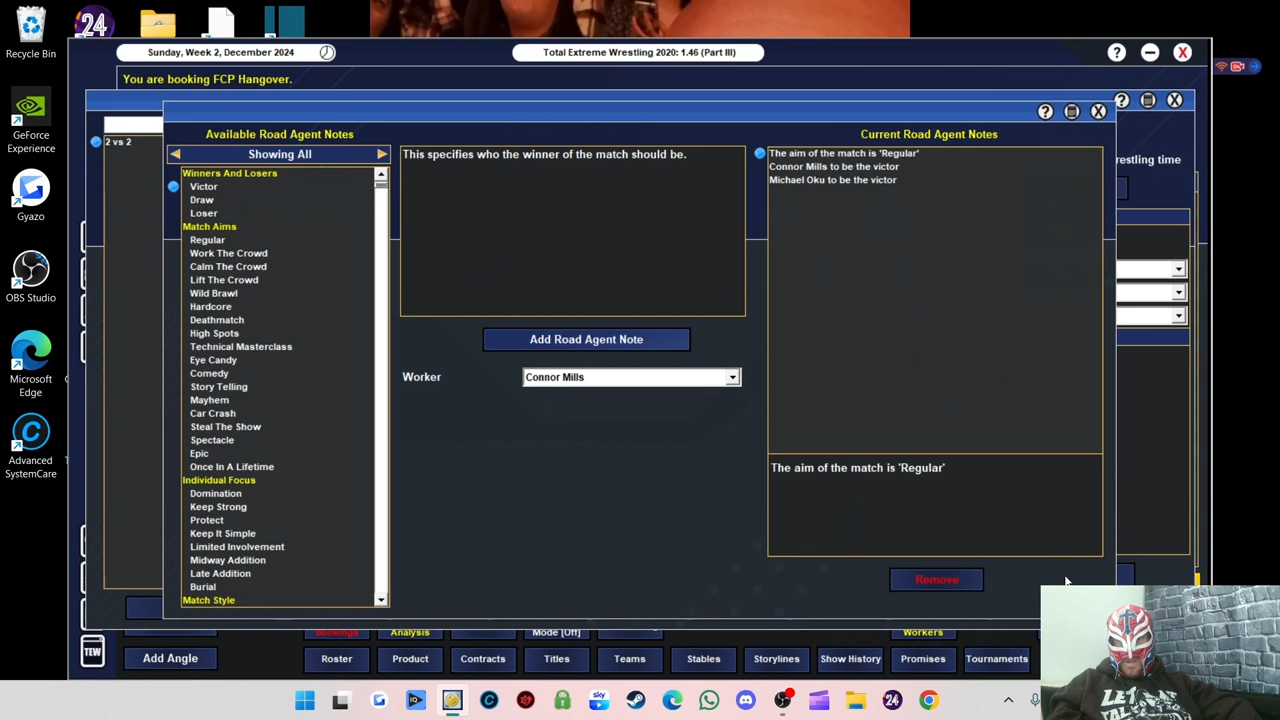 24
Recycle Bin
GeForce
Experience
Gyazo
OBS Studio
Microsoft
Edge
Advanced
SystemCare
Sunday, Week 2, December 2024
Total Extreme Wrestling 2020: 1.46 (Part III)
? X
You are booking FCP Hangover.
? X
2 vs 2
restling time
? X
Available Road Agent Notes
Showing All
Winners And Losers
Victor
Draw
Loser
Match Aims
Regular
Work The Crowd
Calm The Crowd
Lift The Crowd
Wild Brawl
Hardcore
Deathmatch
High Spots
Technical Masterclass
Eye Candy
Comedy
Story Telling
Mayhem
Car Crash
Steal The Show
Spectacle
Epic
Once In A Lifetime
Individual Focus
Domination
Keep Strong
Protect
Keep It Simple
Limited Involvement
Midway Addition
Late Addition
Burial
Match Style
This specifies who the winner of the match should be.
Add Road Agent Note
Worker
Connor Mills
Current Road Agent Notes
The aim of the match is 'Regular'
Connor Mills to be the victor
Michael Oku to be the victor
The aim of the match is 'Regular'
Remove
TEW
Add Angle
Bookings
Analysis
Mode [Off]
Workers
Roster
Product
Contracts
Titles
Teams
Stables
Storylines
Show History
Promises
Tournaments
sky
24